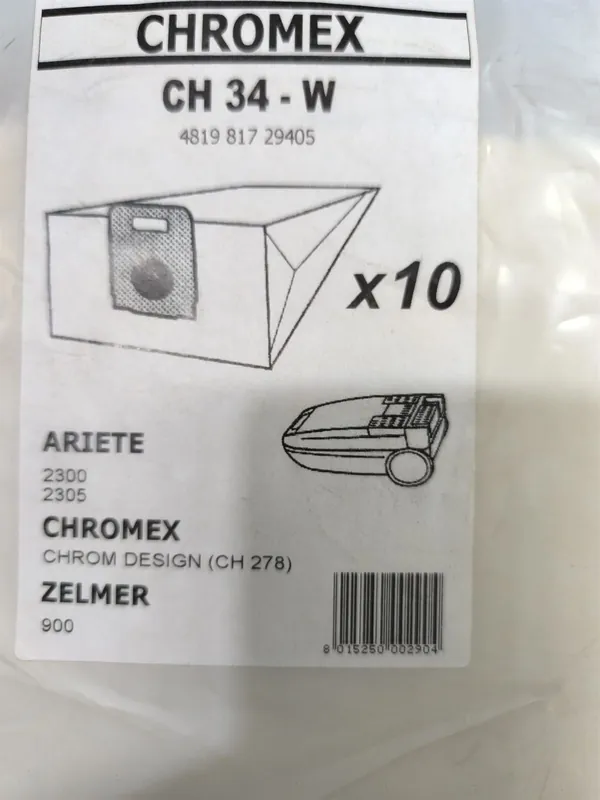 CHROMEX
CH 34 - W
4819 817 29405
x10
ARIETE
2300
2305
CHROMEX
CHROM DESIGN (CH 278)
ZELMER
900
8 015250 002904